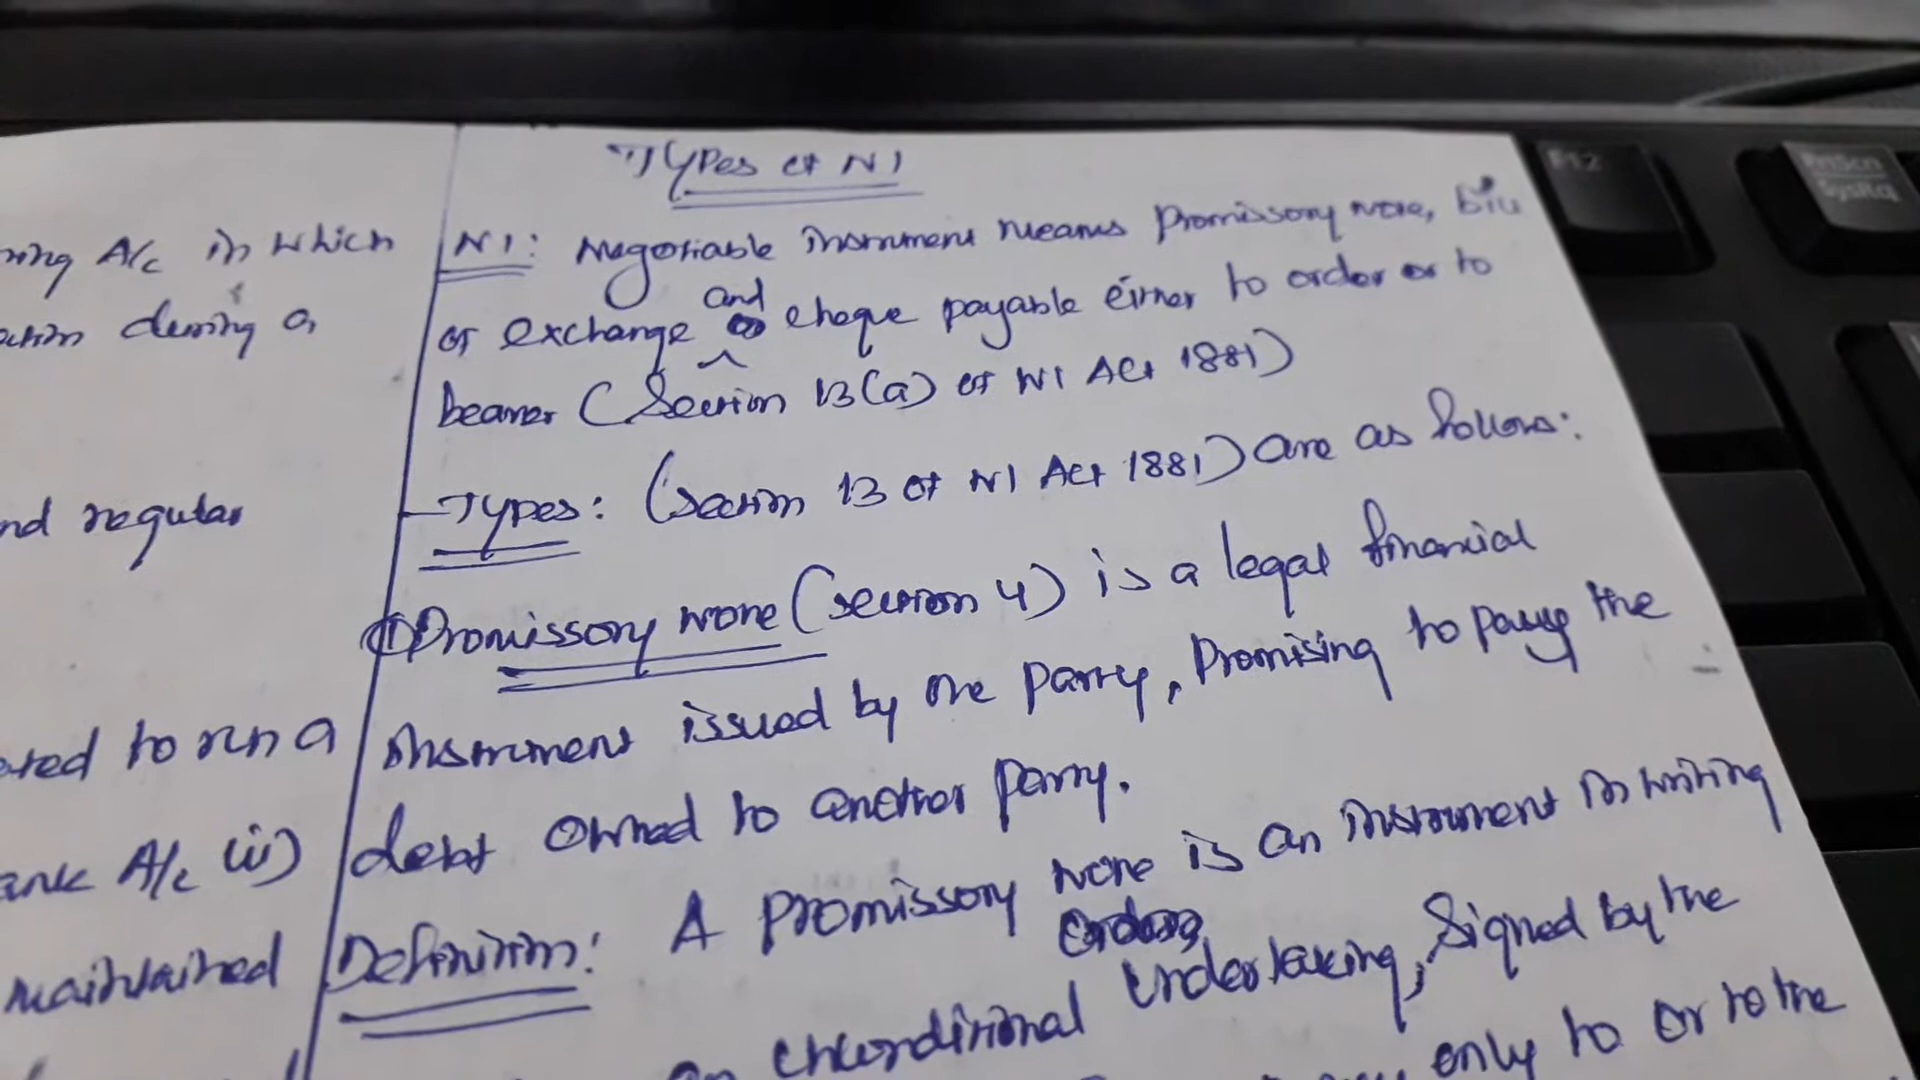 Types of NI
NI: Negotiable instrument means promissory note, bill
and
of exchange cheque payable either to order or to
bearer (Section 13(a) of NI Act 1881)
Types: (Section 13 of NI Act 1881) are as follows:
① Promissory note (section 4) is a legal financial
instrument issued by one party, promising to pay the
debt owned to another party.
Definition: A promissory note is an instrument in writing
unconditional undertaking, signed by the
only to or to the
A/c in which
during a
nd regular
to run a
A/c (ii)
maintained
F12
PrtScn
SysRq